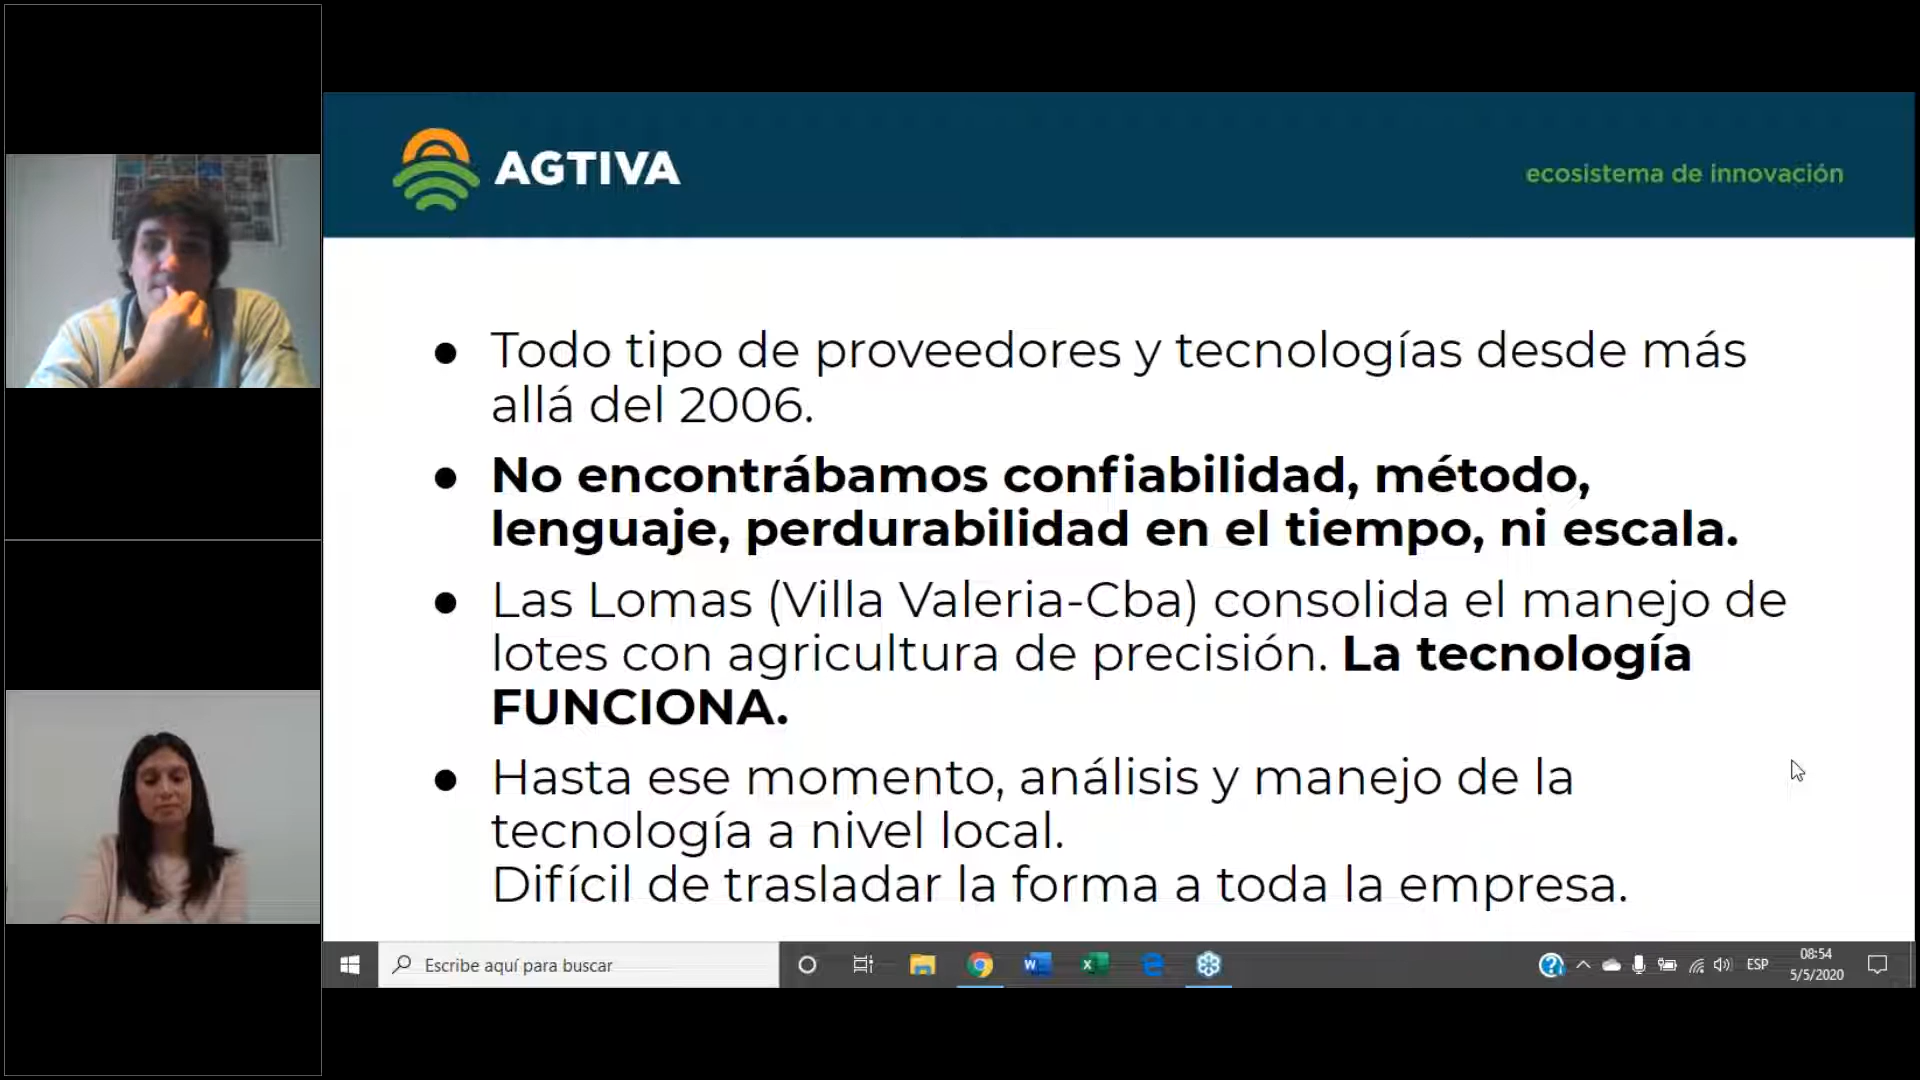 AGTIVA
ecosistema de innovación
● Todo tipo de proveedores y tecnologías desde más
allá del 2006.
● No encontrábamos confiabilidad, método,
lenguaje, perdurabilidad en el tiempo, ni escala.
● Las Lomas (Villa Valeria-Cba) consolida el manejo de
lotes con agricultura de precisión. La tecnología
FUNCIONA.
● Hasta ese momento, análisis y manejo de la
tecnología a nivel local.
Difícil de trasladar la forma a toda la empresa.
Escribe aquí para buscar
ESP
08:54
5/5/2020